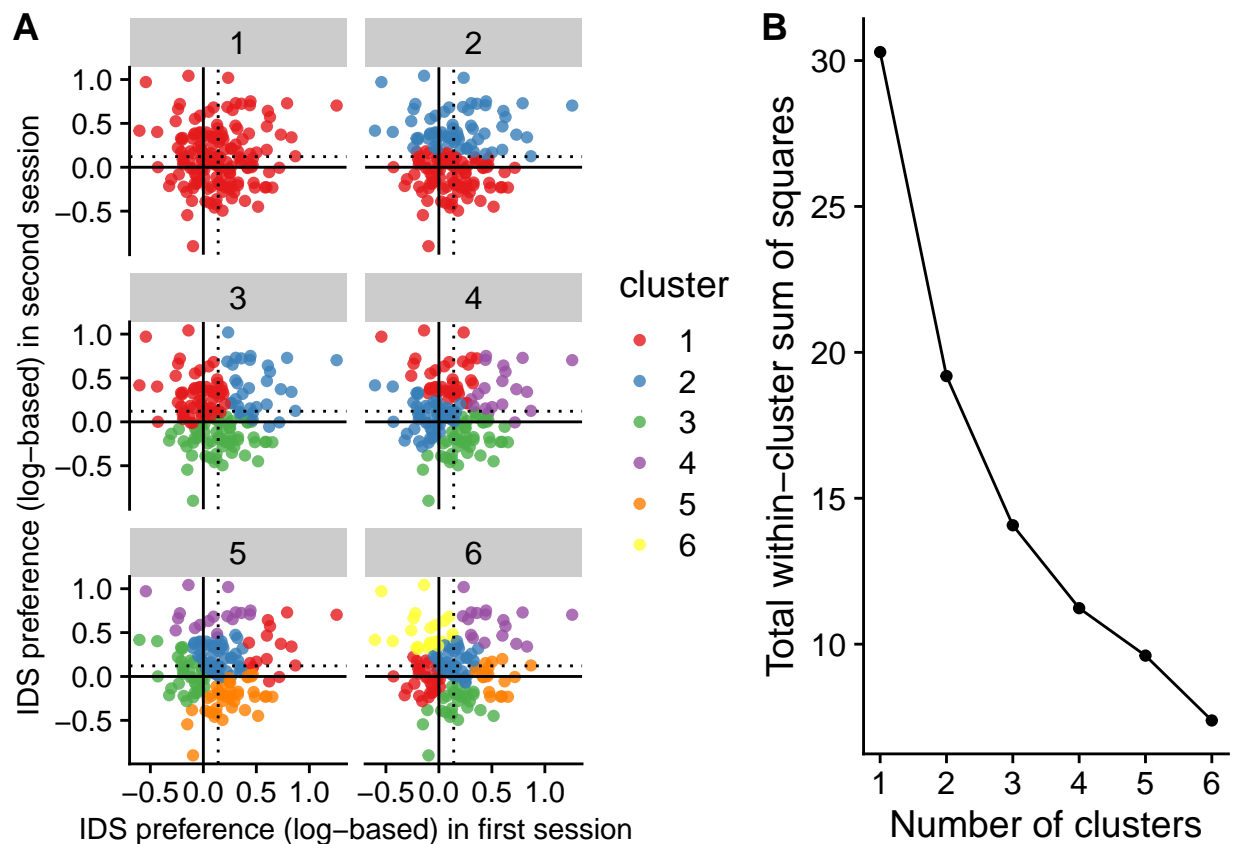 A
1
2
1.0
0.5
0.0
−0.5
3
4
1.0
0.5
0.0
−0.5
5
6
1.0
0.5
0.0
−0.5
−0.5 0.0 0.5 1.0
−0.5 0.0 0.5 1.0
IDS preference (log−based) in first session
IDS preference (log−based) in second session
cluster
1
2
3
4
5
6
B
30
25
20
15
10
1 2 3 4 5 6
Number of clusters
Total within−cluster sum of squares